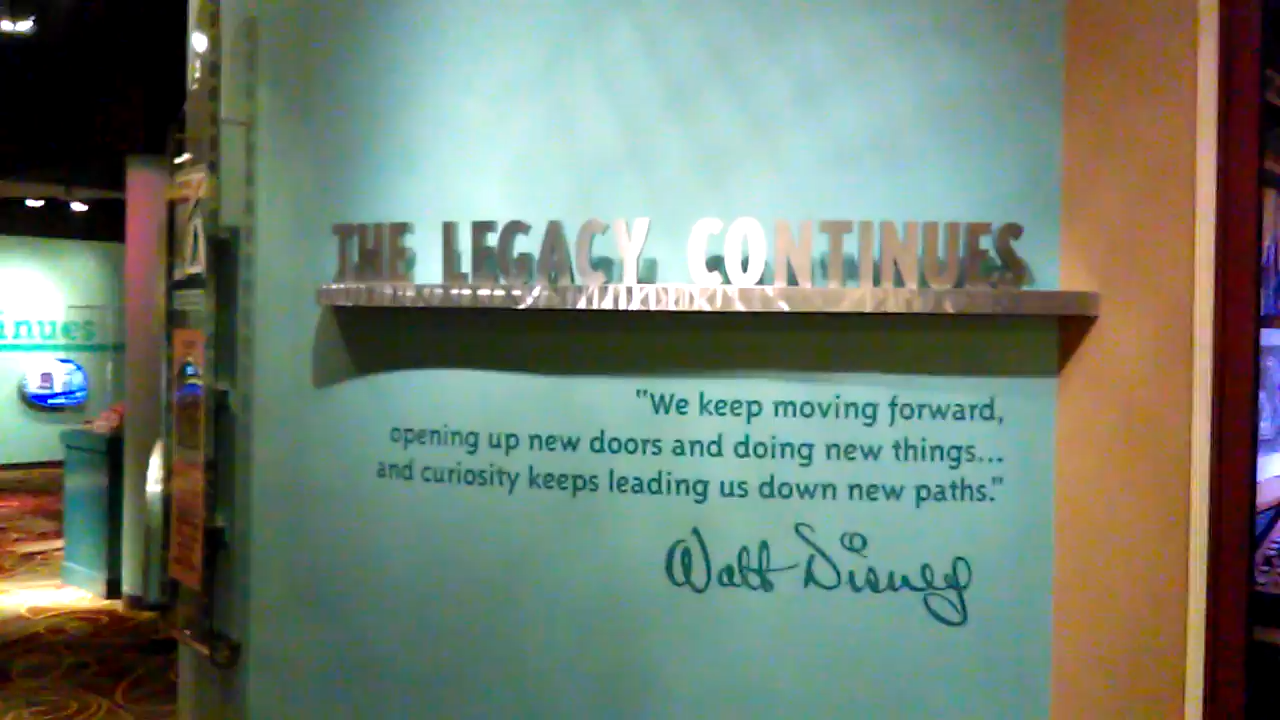 THE LEGACY CONTINUES
"We keep moving forward,
opening up new doors and doing new things...
and curiosity keeps leading us down new paths."
Walt Disney
inues